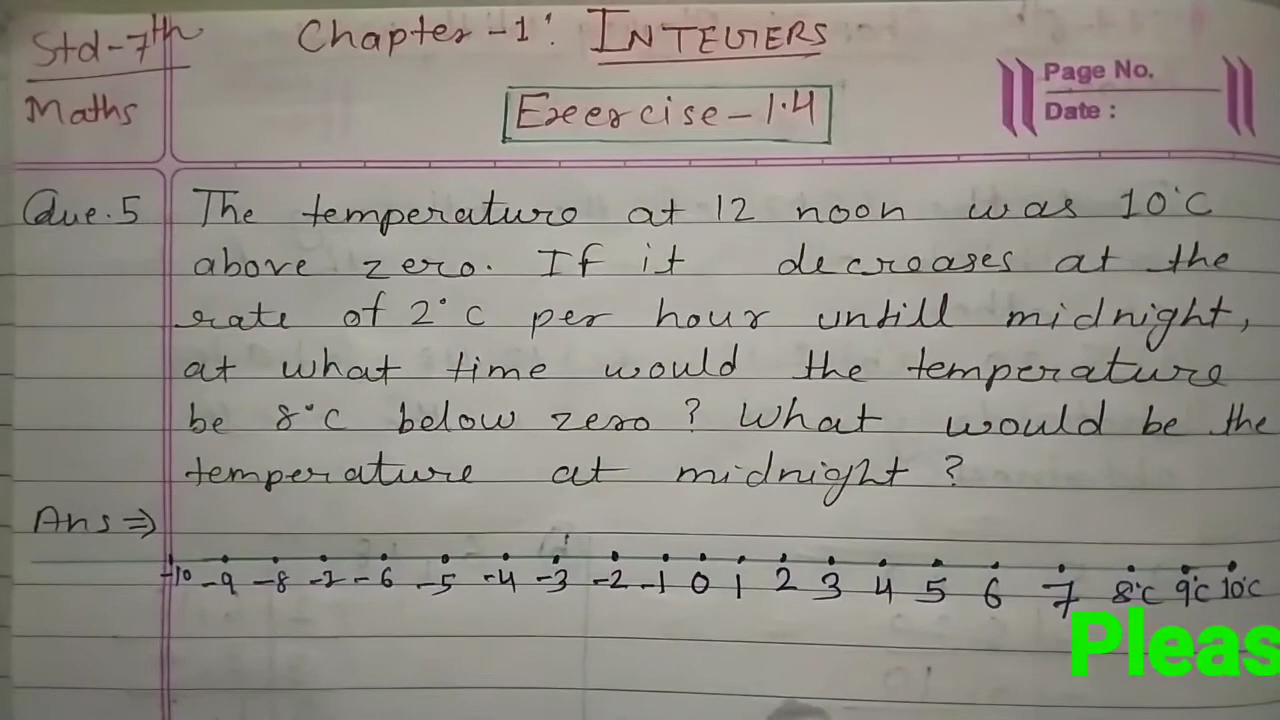 Std-7th Chapter-1: INTEGERS
Maths Exercise-1.4
Page No.
Date :
Que.5 The temperature at 12 noon was 10°C
above zero. If it decreases at the
rate of 2°C per hour untill midnight,
at what time would the temperature
be 8°C below zero? What would be the
temperature at midnight?
Ans⇒
-10 -9 -8 -7 -6 -5 -4 -3 -2 -1 0 1 2 3 4 5 6 7 8°C 9°C 10°C
Pleas